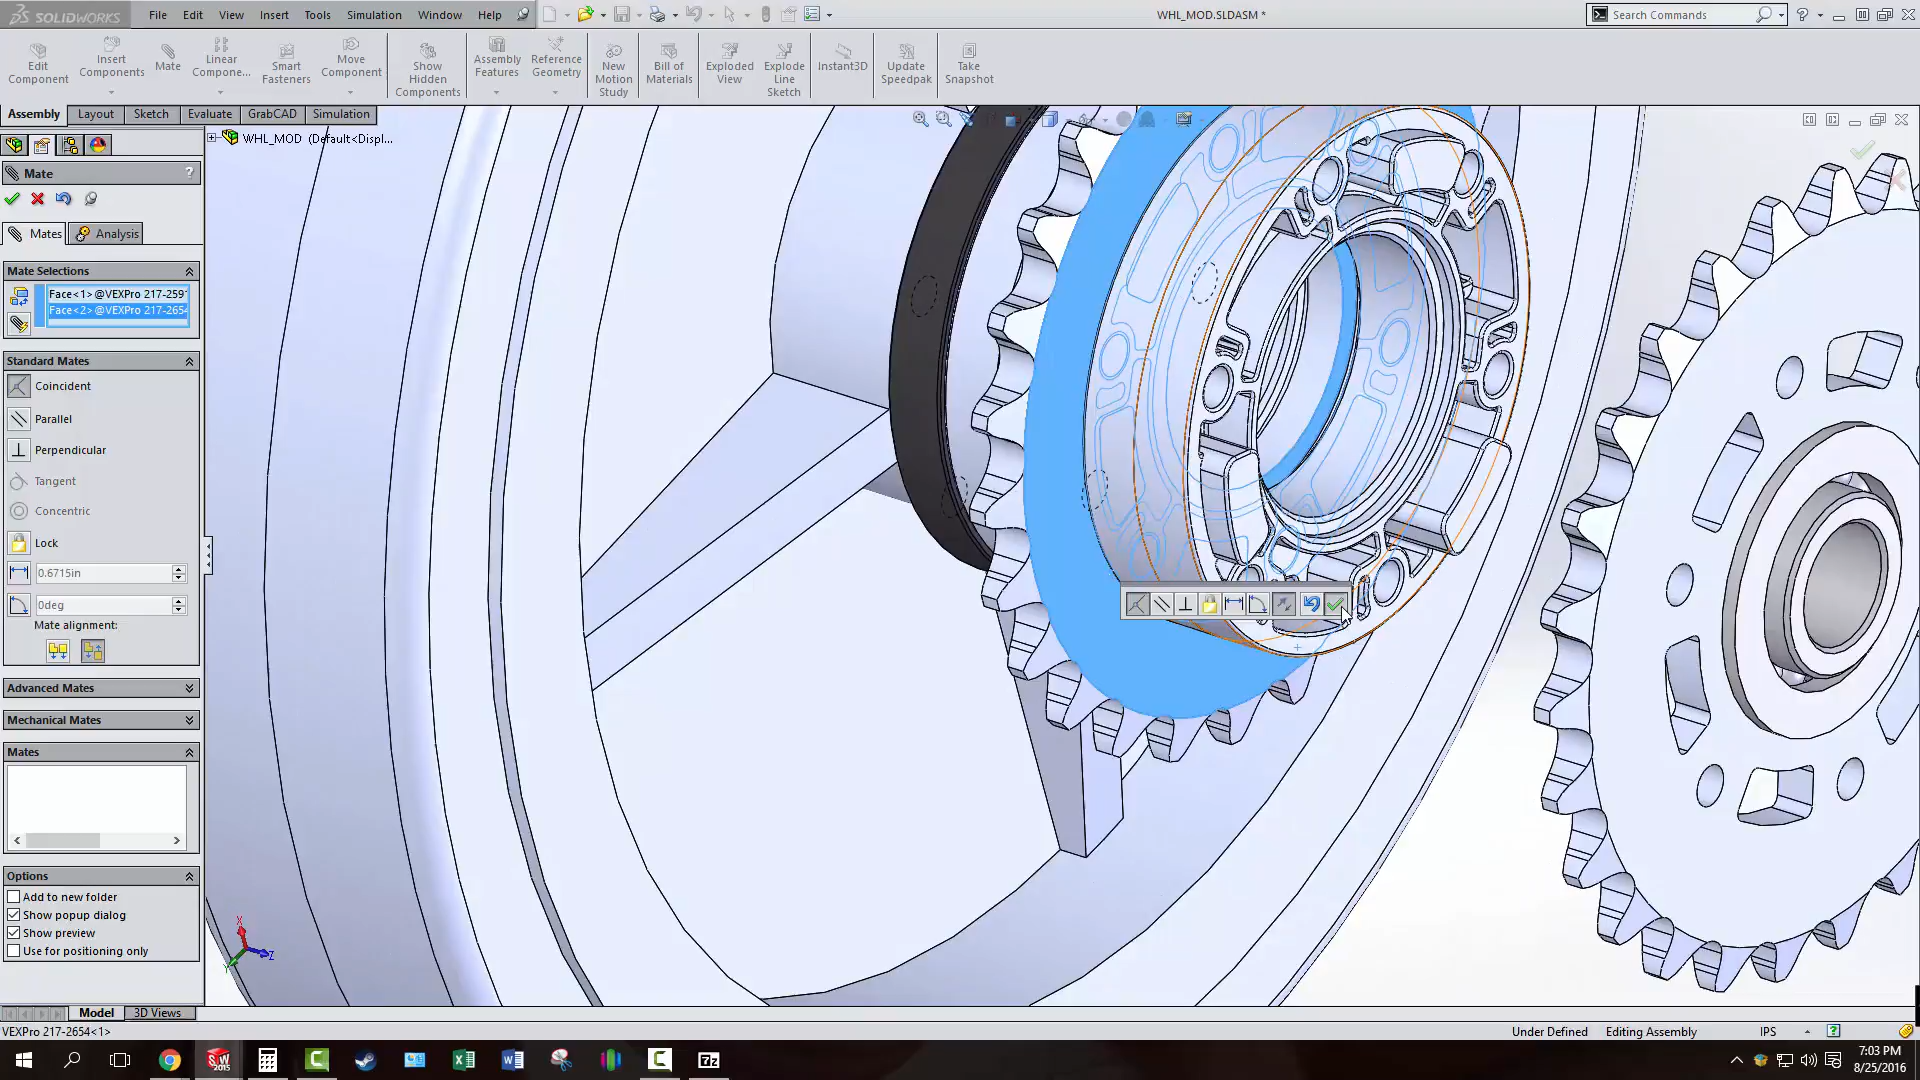 SOLIDWORKS File Edit View Insert Tools Simulation Window Help WHL_MOD.SLDASM * Search Commands
Edit Component
Insert Components
Mate
Linear Compone...
Smart Fasteners
Move Component
Show Hidden Components
Assembly Features
Reference Geometry
New Motion Study
Bill of Materials
Exploded View
Explode Line Sketch
Instant3D
Update Speedpak
Take Snapshot
Assembly Layout Sketch Evaluate GrabCAD Simulation
WHL_MOD (Default<Displ...
Mate ?
Mates Analysis
Mate Selections
Face<1> @VEXPro 217-2591
Face<2> @VEXPro 217-2654
Standard Mates
Coincident
Parallel
Perpendicular
Tangent
Concentric
Lock
0.6715in
0deg
Mate alignment:
Advanced Mates
Mechanical Mates
Mates
Options
Add to new folder
Show popup dialog
Show preview
Use for positioning only
X
Y
Z
Model 3D Views
VEXPro 217-2654<1> Under Defined Editing Assembly IPS
SW 2015
7z
7:03 PM
8/25/2016